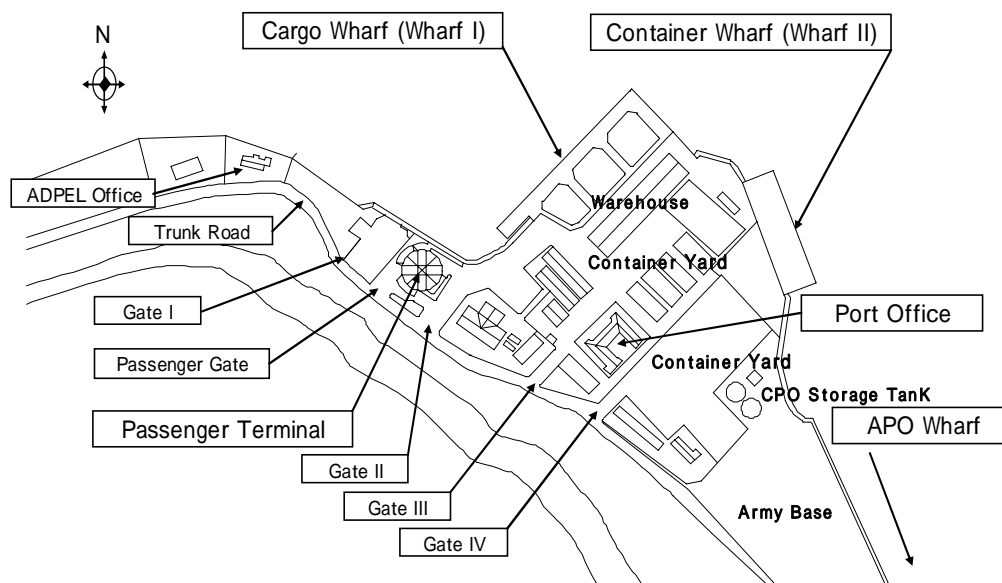 Cargo Wharf (Wharf I)
Container Wharf (Wharf II)
N
ADPEL Office
Warehouse
Trunk Road
Container Yard
Gate I
Port Office
Passenger Gate
Container Yard
CPO Storage TanK
Passenger Terminal
APO Wharf
Gate II
Gate III
Army Base
Gate IV